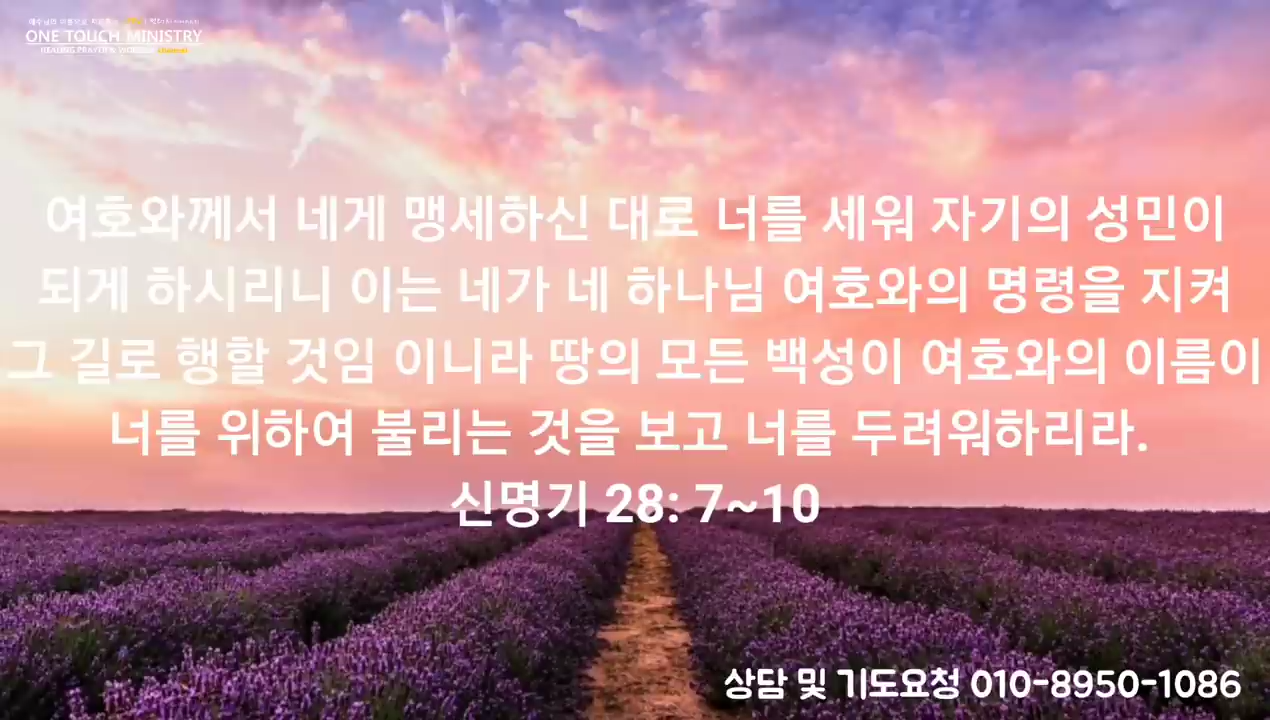 ONE TOUCH MINISTRY
HEALING PRAYER & WORSHIP channel
여호와께서 네게 맹세하신 대로 너를 세워 자기의 성민이
되게 하시리니 이는 네가 네 하나님 여호와의 명령을 지켜
그 길로 행할 것임 이니라 땅의 모든 백성이 여호와의 이름이
너를 위하여 불리는 것을 보고 너를 두려워하리라.
신명기 28: 7~10
상담 및 기도요청 010-8950-1086